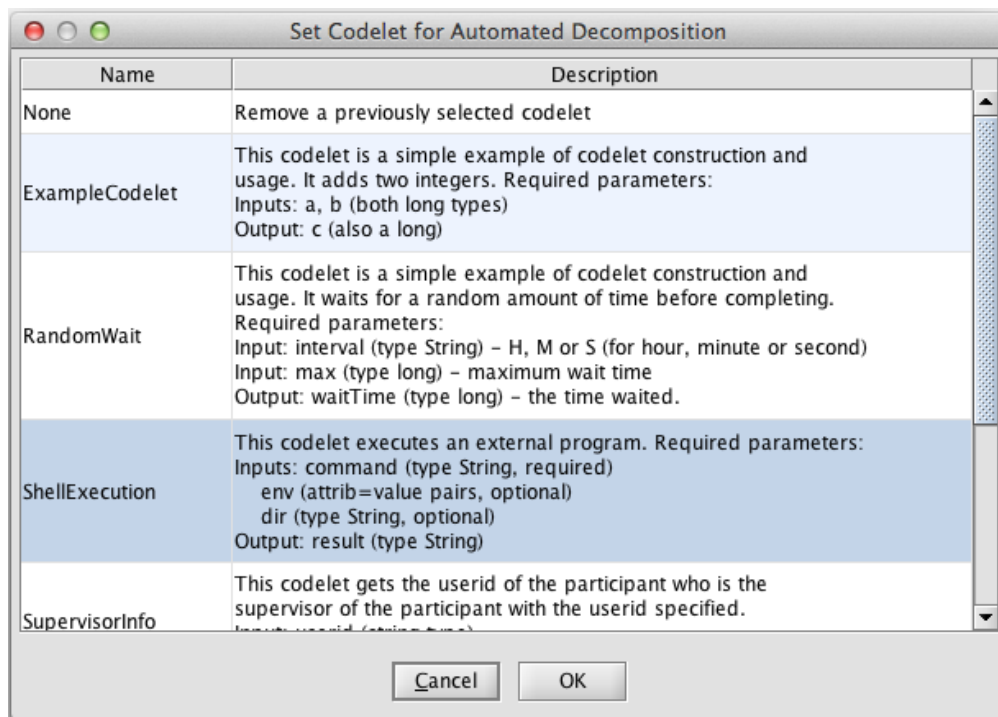 Set Codelet for Automated Decomposition
Name Description
None Remove a previously selected codelet
ExampleCodelet
This codelet is a simple example of codelet construction and
usage. It adds two integers. Required parameters:
Inputs: a, b (both long types)
Output: c (also a long)
RandomWait
This codelet is a simple example of codelet construction and
usage. It waits for a random amount of time before completing.
Required parameters:
Input: interval (type String) – H, M or S (for hour, minute or second)
Input: max (type long) – maximum wait time
Output: waitTime (type long) – the time waited.
ShellExecution
This codelet executes an external program. Required parameters:
Inputs: command (type String, required)
env (attrib=value pairs, optional)
dir (type String, optional)
Output: result (type String)
SupervisorInfo
This codelet gets the userid of the participant who is the
supervisor of the participant with the userid specified.
Input: userid (string type)
Cancel OK